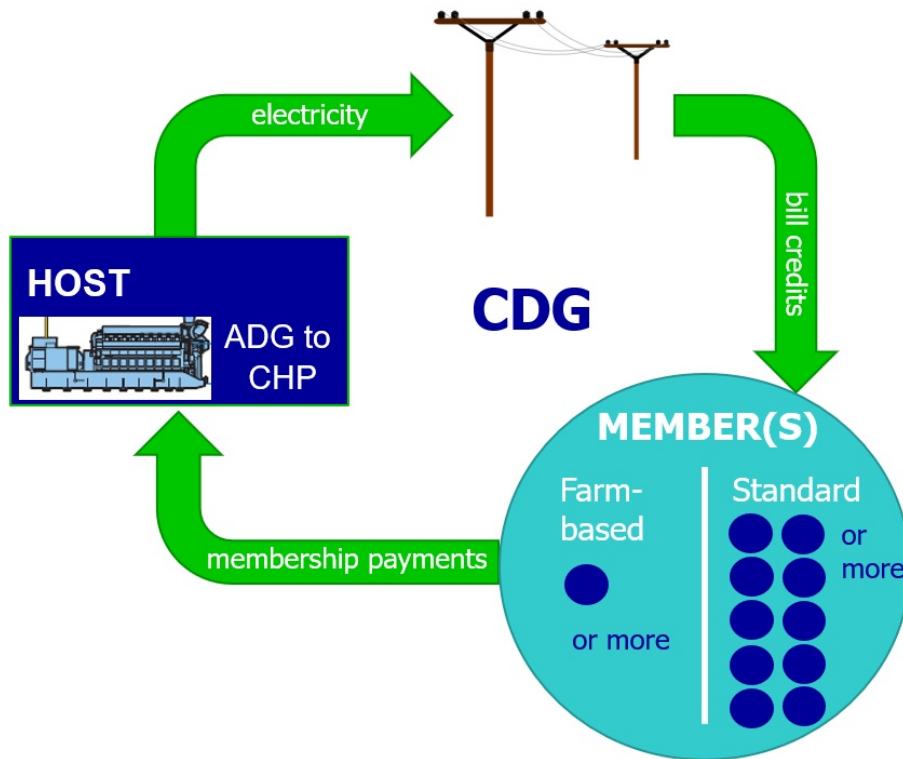 electricity
bill credits
HOST
ADG to
CHP
CDG
MEMBER(S)
Farm-
based
or more
Standard
or
more
membership payments